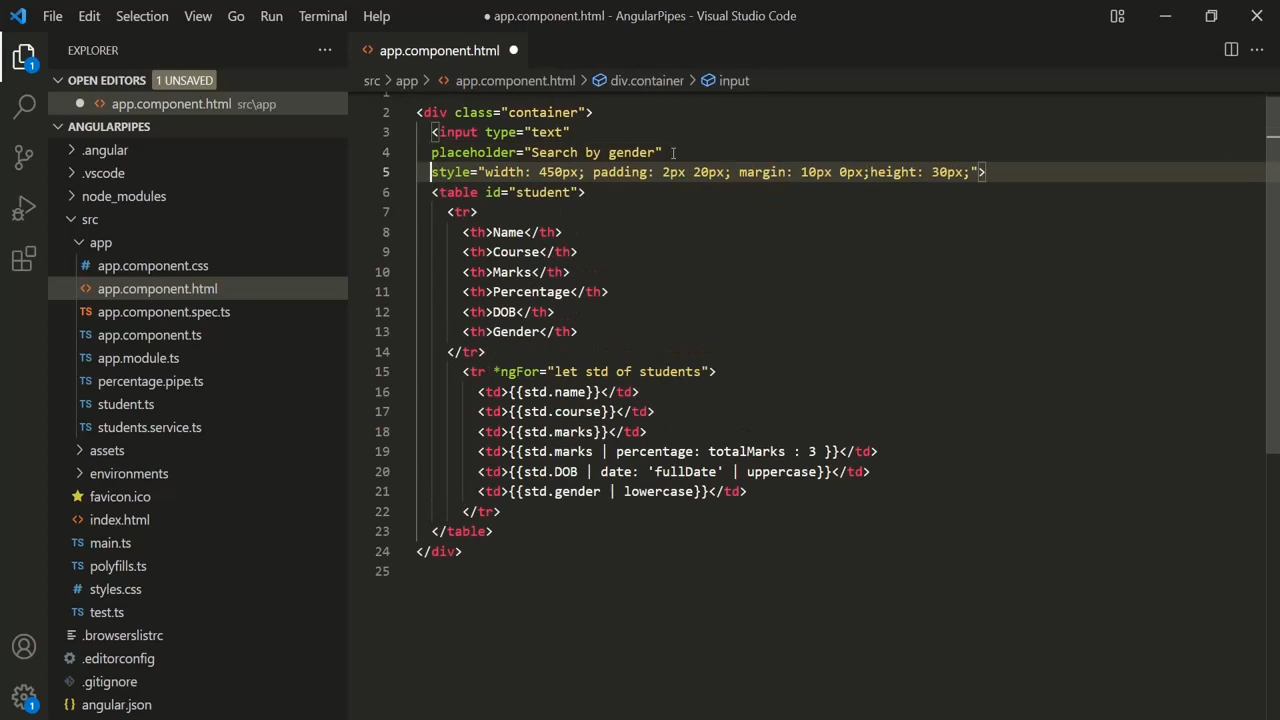 File Edit Selection View Go Run Terminal Help
● app.component.html - AngularPipes - Visual Studio Code
EXPLORER
OPEN EDITORS 1 UNSAVED
app.component.html src\app
ANGULARPIPES
.angular
.vscode
node_modules
src
app
app.component.css
app.component.html
app.component.spec.ts
app.component.ts
app.module.ts
percentage.pipe.ts
student.ts
students.service.ts
assets
environments
favicon.ico
index.html
main.ts
polyfills.ts
styles.css
test.ts
.browserslistrc
.editorconfig
.gitignore
angular.json
1
1
app.component.html
src > app > app.component.html > div.container > input
1
2 <div class="container">
3 <input type="text"
4 placeholder="Search by gender"
5 style="width: 450px; padding: 2px 20px; margin: 10px 0px;height: 30px;">
6 <table id="student">
7 <tr>
8 <th>Name</th>
9 <th>Course</th>
10 <th>Marks</th>
11 <th>Percentage</th>
12 <th>DOB</th>
13 <th>Gender</th>
14 </tr>
15 <tr *ngFor="let std of students">
16 <td>{{std.name}}</td>
17 <td>{{std.course}}</td>
18 <td>{{std.marks}}</td>
19 <td>{{std.marks | percentage: totalMarks : 3 }}</td>
20 <td>{{std.DOB | date: 'fullDate' | uppercase}}</td>
21 <td>{{std.gender | lowercase}}</td>
22 </tr>
23 </table>
24 </div>
25